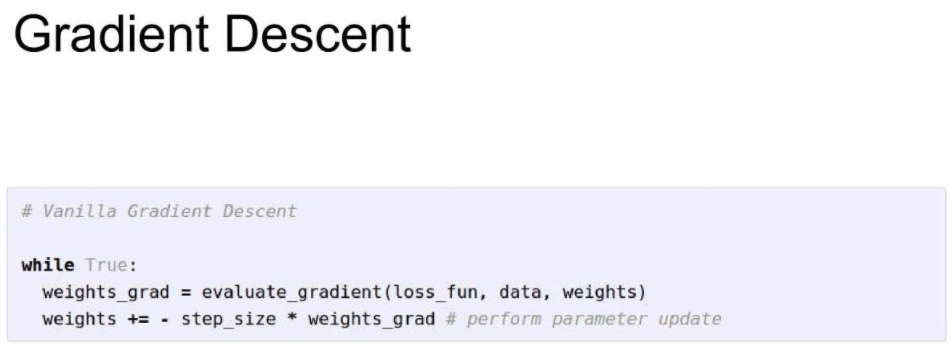 Gradient Descent
# Vanilla Gradient Descent
while True:
  weights_grad = evaluate_gradient(loss_fun, data, weights)
  weights += - step_size * weights_grad # perform parameter update